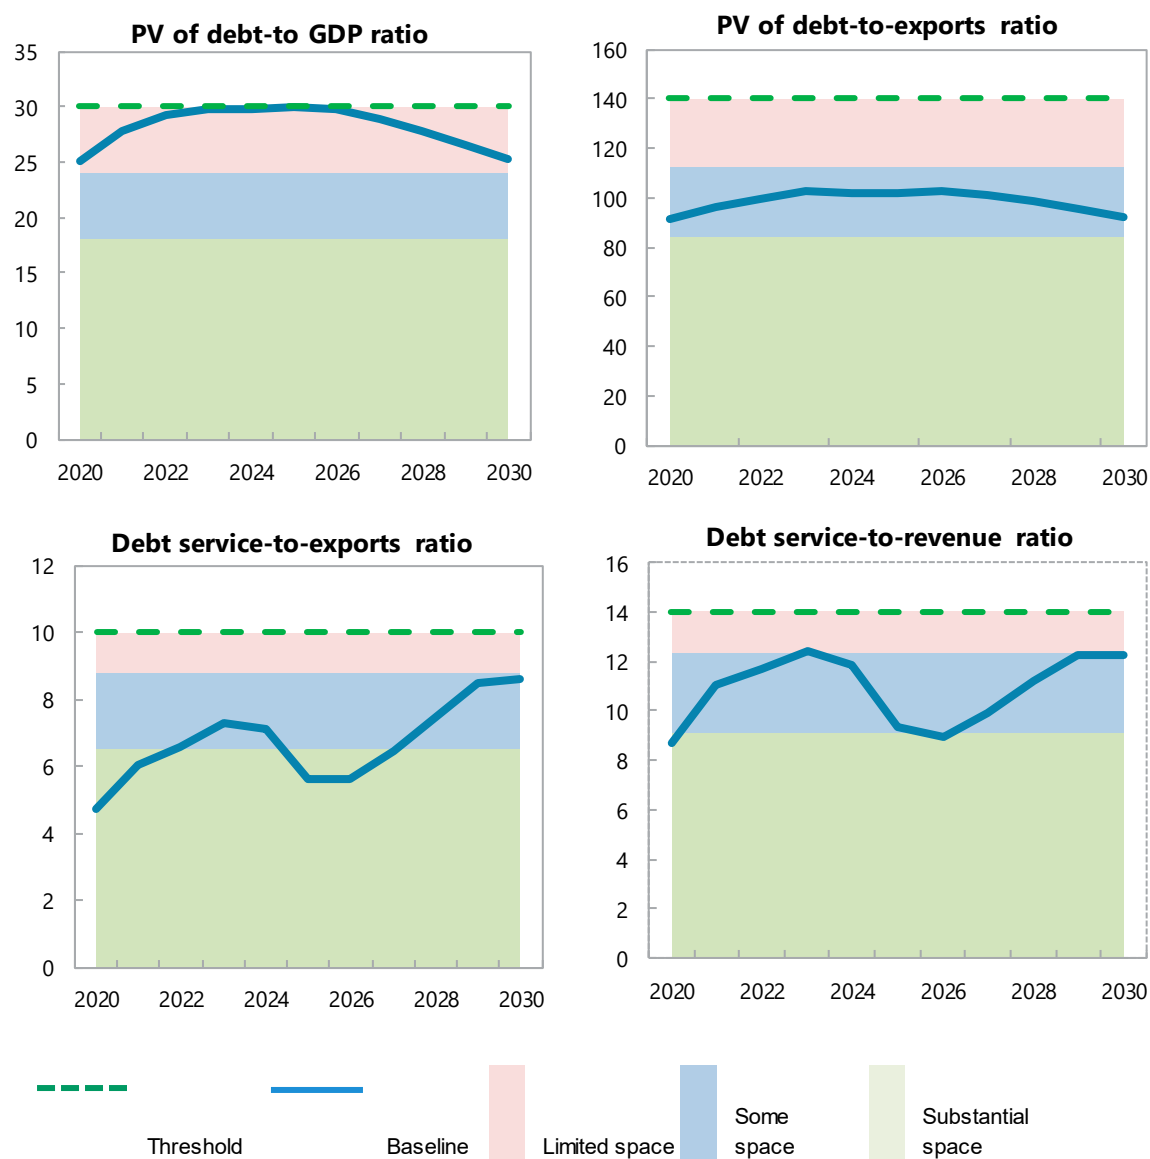 PV of debt-to GDP ratio
35
30
25
20
15
10
5
0
2020 2022 2024 2026 2028 2030
PV of debt-to-exports ratio
160
140
120
100
80
60
40
20
0
2020 2022 2024 2026 2028 2030
Debt service-to-exports ratio
12
10
8
6
4
2
0
2020 2022 2024 2026 2028 2030
Debt service-to-revenue ratio
16
14
12
10
8
6
4
2
0
2020 2022 2024 2026 2028 2030
Threshold
Baseline
Limited space
Some
space
Substantial
space